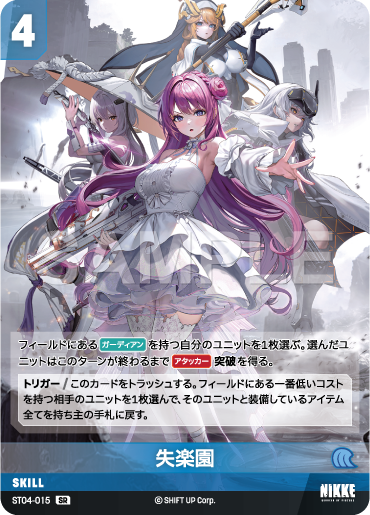 4
SAMPLE
フィールドにある ガーディアン を持つ自分のユニットを1枚選ぶ。選んだユ
ニットはこのターンが終わるまで アタッカー 突破を得る。
トリガー / このカードをトラッシュする。フィールドにある一番低いコスト
を持つ相手のユニットを1枚選んで、そのユニットと装備しているアイテム
全てを持ち主の手札に戻す。
失楽園
SKILL
ST04-015 SR
© SHIFT UP Corp.
NIKKE